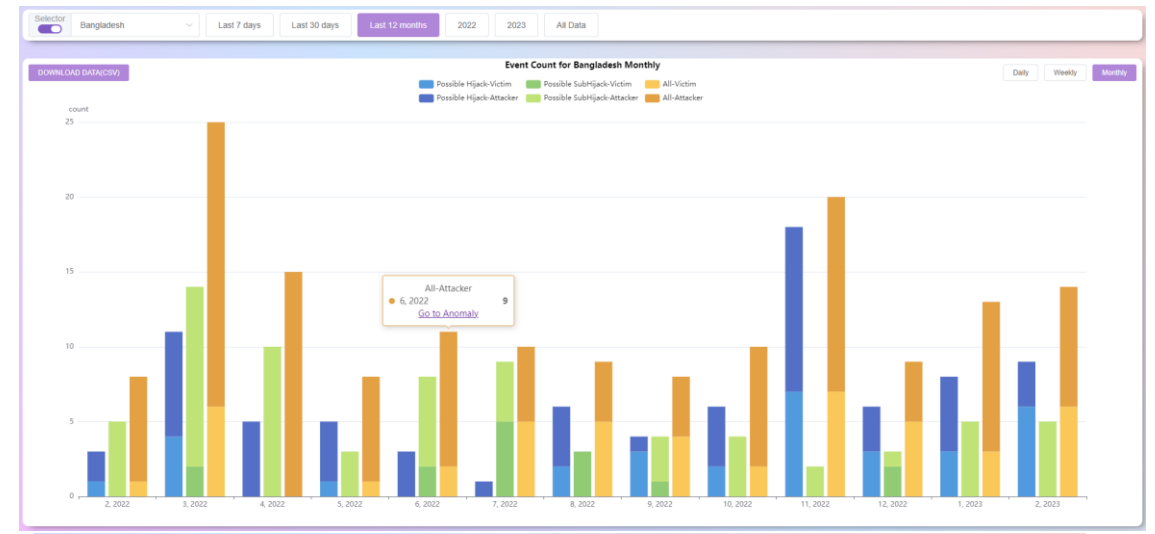 Selector
Bangladesh
Last 7 days
Last 30 days
Last 12 months
2022
2023
All Data
DOWNLOAD DATA(CSV)
Event Count for Bangladesh Monthly
Daily
Weekly
Monthly
Possible Hijack-Victim
Possible SubHijack-Victim
All-Victim
Possible Hijack-Attacker
Possible SubHijack-Attacker
All-Attacker
count
25
20
15
10
5
0
All-Attacker
6, 2022 9
Go to Anomaly
2, 2022
3, 2022
4, 2022
5, 2022
6, 2022
7, 2022
8, 2022
9, 2022
10, 2022
11, 2022
12, 2022
1, 2023
2, 2023